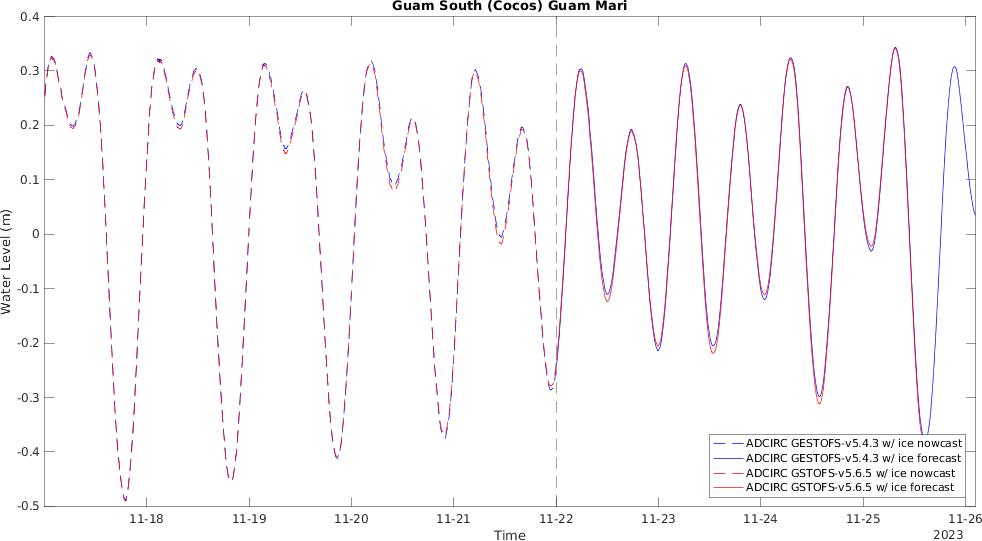 Guam South (Cocos) Guam Mari
0.4
0.3
0.2
0.1
0
-0.1
-0.2
-0.3
-0.4
-0.5
Water Level (m)
ADCIRC GESTOFS-v5.4.3 w/ ice nowcast
ADCIRC GESTOFS-v5.4.3 w/ ice forecast
ADCIRC GSTOFS-v5.6.5 w/ ice nowcast
ADCIRC GSTOFS-v5.6.5 w/ ice forecast
11-18 11-19 11-20 11-21 11-22 11-23 11-24 11-25 11-26
Time
2023